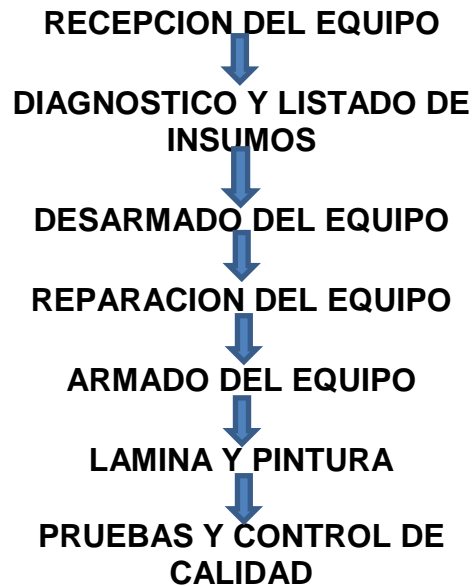 RECEPCION DEL EQUIPO
DIAGNOSTICO Y LISTADO DE
INSUMOS
DESARMADO DEL EQUIPO
REPARACION DEL EQUIPO
ARMADO DEL EQUIPO
LAMINA Y PINTURA
PRUEBAS Y CONTROL DE
CALIDAD